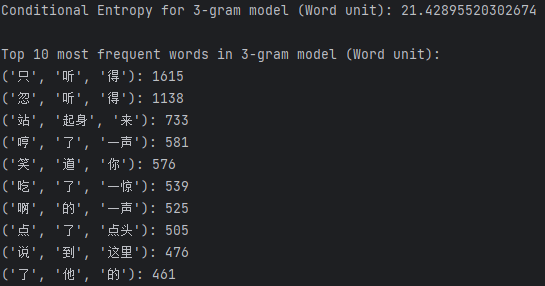 Conditional Entropy for 3-gram model (Word unit): 21.42895520302674
Top 10 most frequent words in 3-gram model (Word unit):
('只', '听', '得'): 1615
('忽', '听', '得'): 1138
('站', '起身', '来'): 733
('哼', '了', '一声'): 581
('笑', '道', '你'): 576
('吃', '了', '一惊'): 539
('啊', '的', '一声'): 525
('点', '了', '点头'): 505
('说', '到', '这里'): 476
('了', '他', '的'): 461